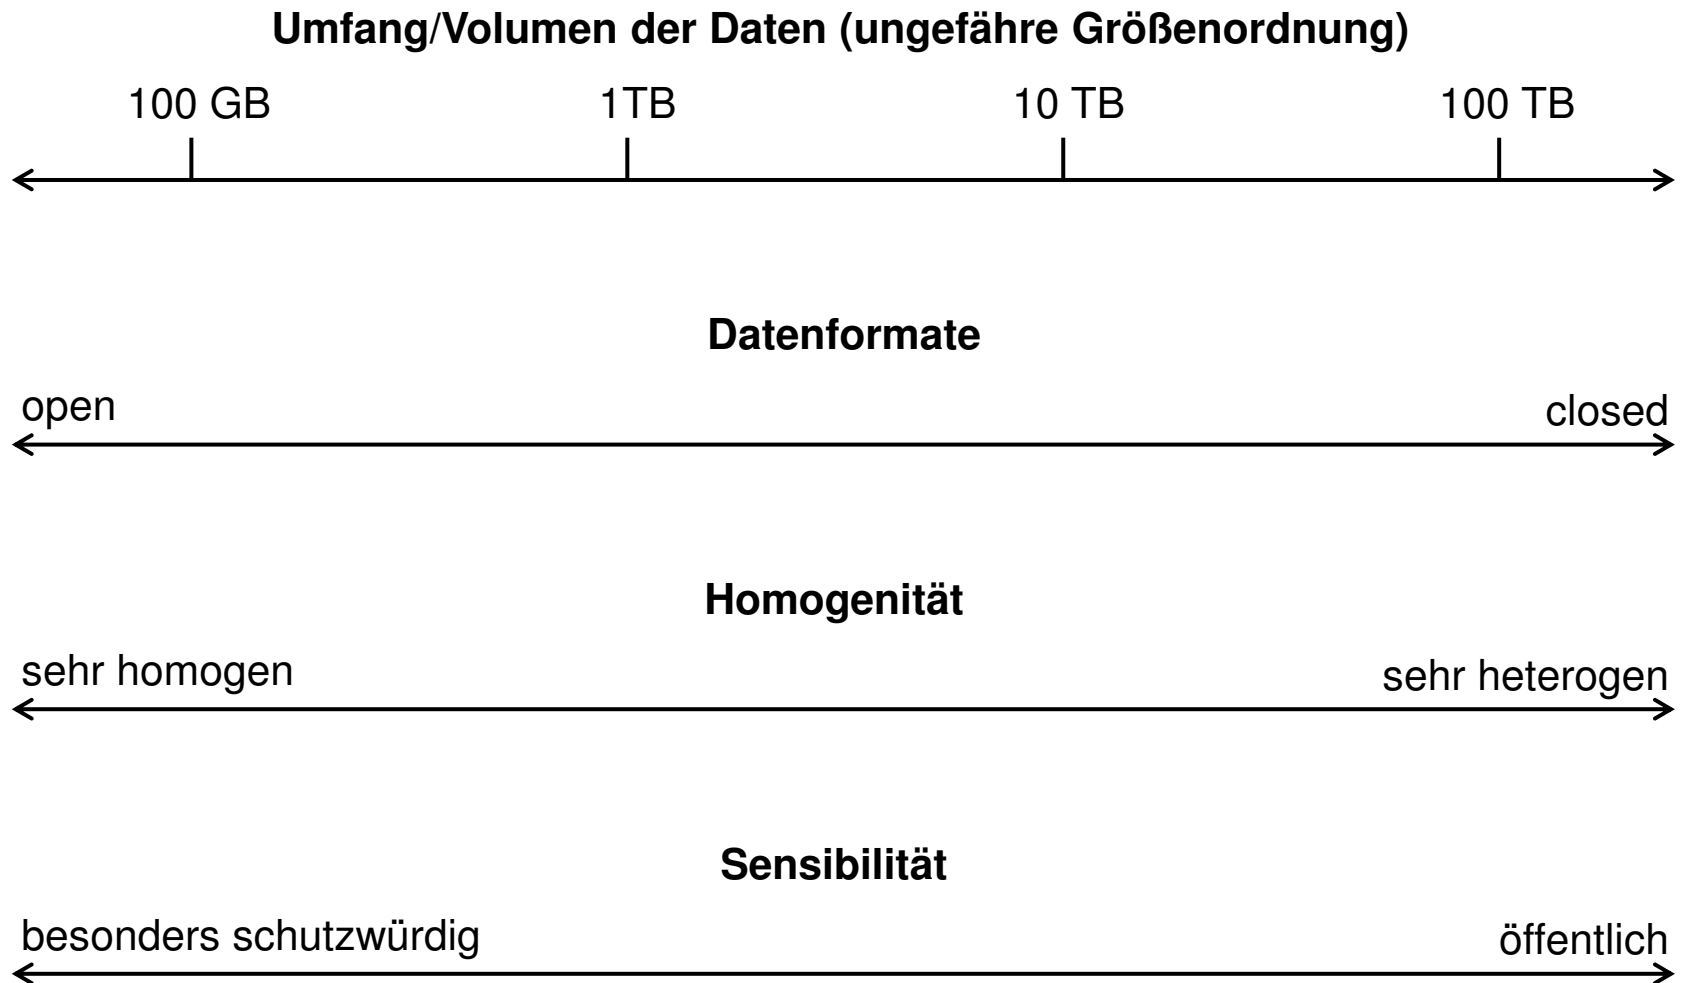 Umfang/Volumen der Daten (ungefähre Größenordnung)
100 GB 1TB 10 TB 100 TB
Datenformate
open closed
Homogenität
sehr homogen sehr heterogen
Sensibilität
besonders schutzwürdig öffentlich